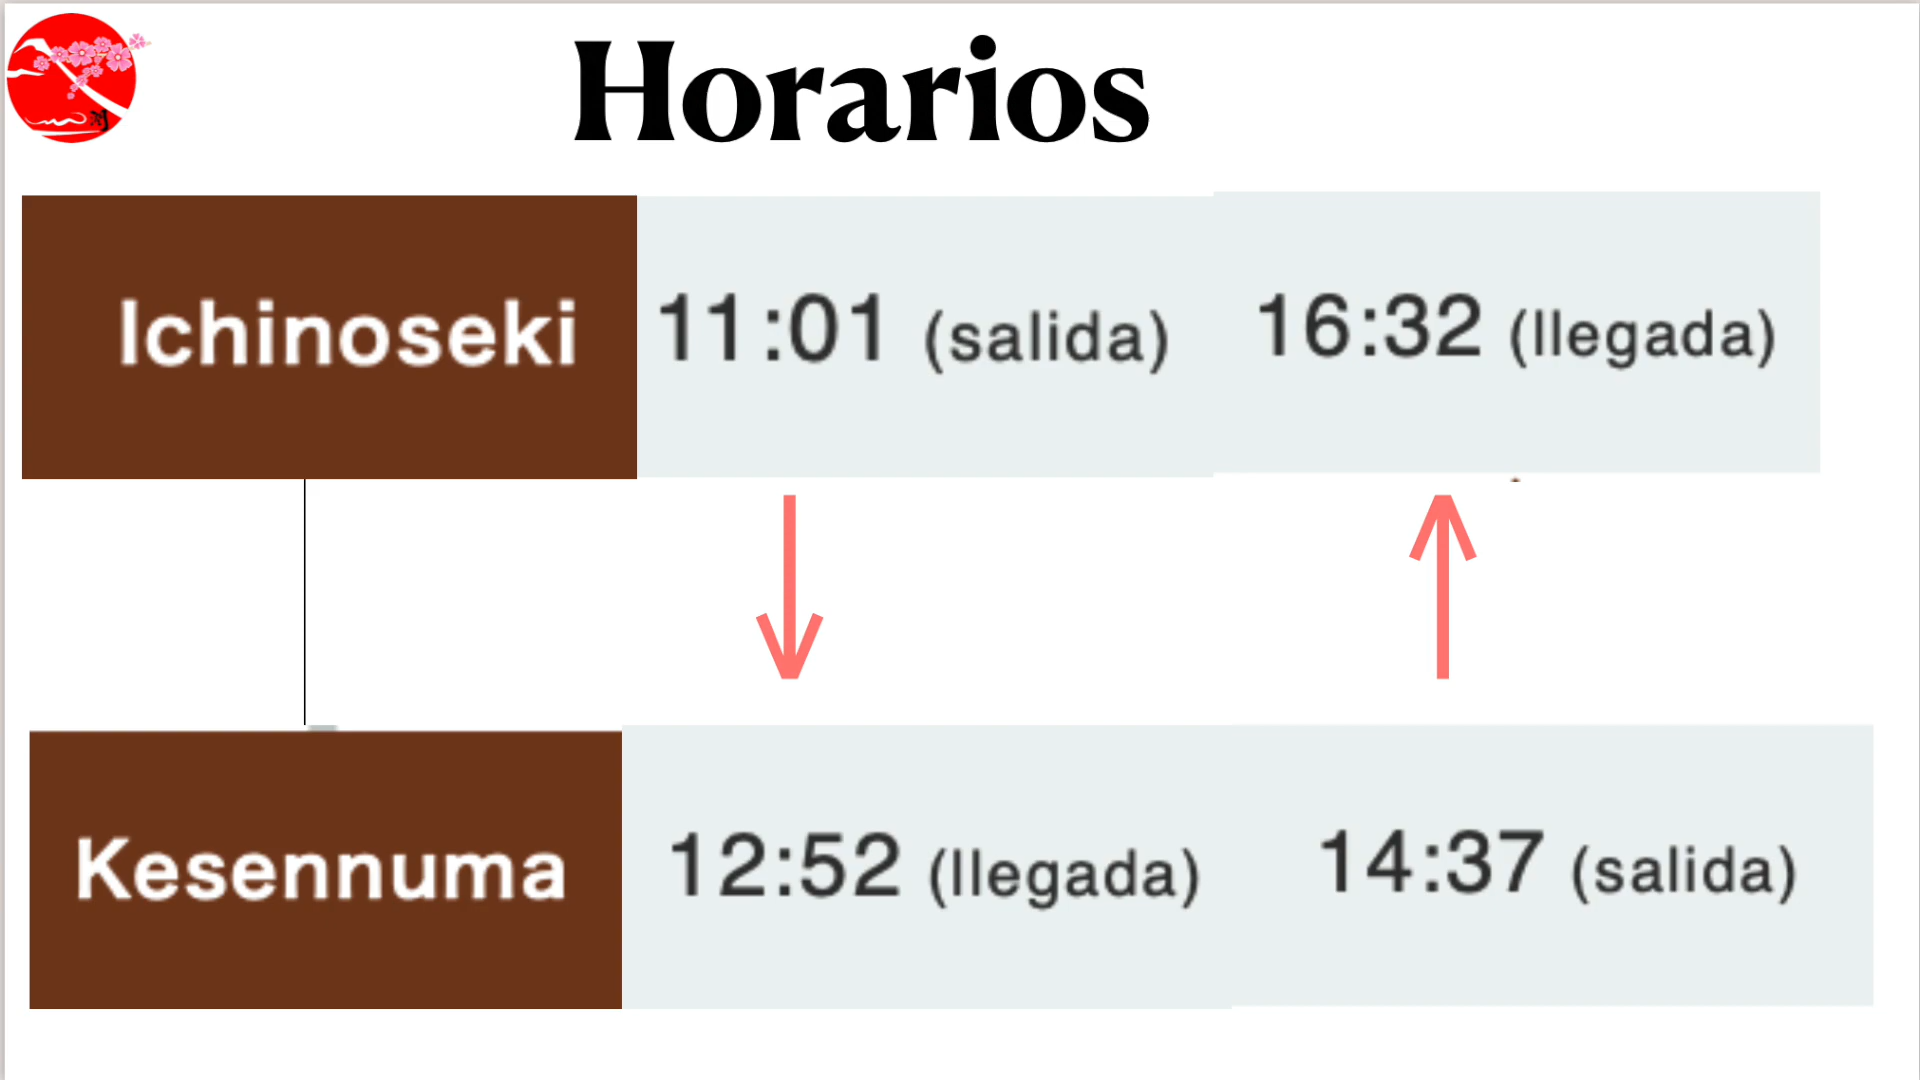 Horarios
Ichinoseki 11:01 (salida) 16:32 (llegada)
Kesennuma 12:52 (llegada) 14:37 (salida)